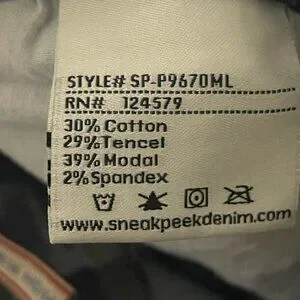 STYLE# SP-P9670ML
RN# 124579
30% Cotton
29% Tencel
39% Modal
2% Spandex
www.sneakpeekdenim.com